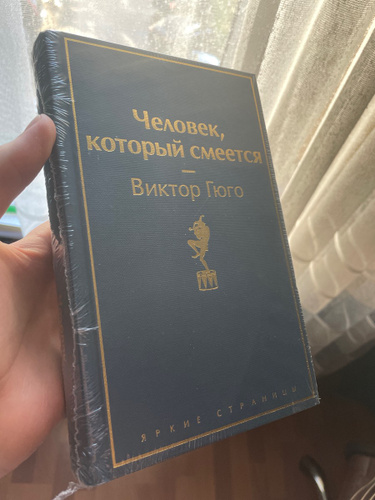 Человек,
который смеется
Виктор Гюго
ЯРКИЕ СТРАНИЦЫ